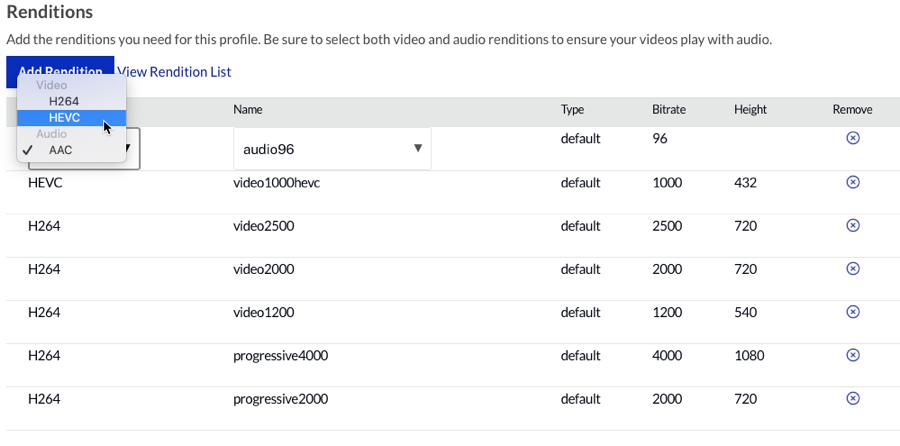 Renditions
Add the renditions you need for this profile. Be sure to select both video and audio renditions to ensure your videos play with audio.
Add Rendition View Rendition List
Video
H264
HEVC
Audio
✓ AAC
Name Type Bitrate Height Remove
audio96 default 96
HEVC video1000hevc default 1000 432
H264 video2500 default 2500 720
H264 video2000 default 2000 720
H264 video1200 default 1200 540
H264 progressive4000 default 4000 1080
H264 progressive2000 default 2000 720